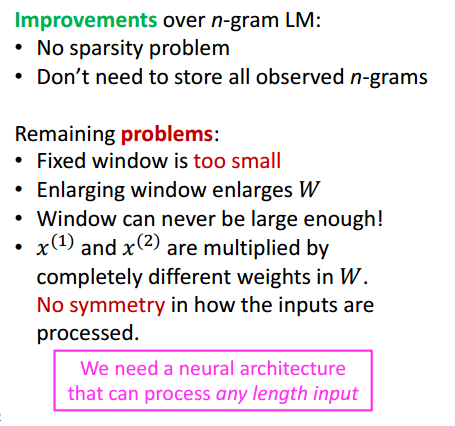 Improvements over n-gram LM:
• No sparsity problem
• Don't need to store all observed n-grams
Remaining problems:
• Fixed window is too small
• Enlarging window enlarges W
• Window can never be large enough!
• x⁽¹⁾ and x⁽²⁾ are multiplied by
completely different weights in W.
No symmetry in how the inputs are
processed.
We need a neural architecture
that can process any length input